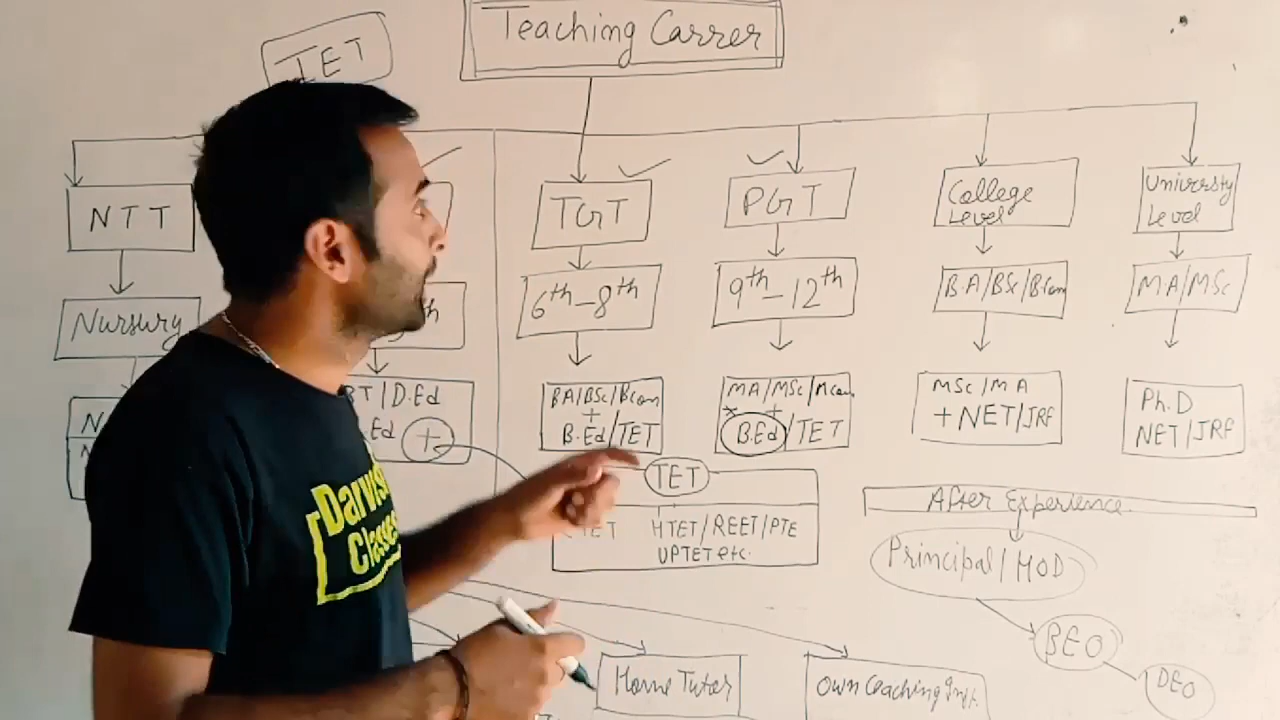 TET
Teaching Carrer
NTT
TGT
PGT
College
Level
University
Level
Nursury
6th-8th
9th-12th
B.A/BSc/Bcom
MA/MSc
BT/D.Ed
Ed +
BA/BSc/Bcom
+
B.Ed/TET
MA/MSc/Mcom
+
B.Ed/TET
MSc/MA
+NET/JRF
Ph.D
NET/JRF
TET
HTET/REET/PTE
UPTET etc.
After Experience
Principal/HOD
BEO
DEO
Home Tutor
Own Coaching Inst.
Darvish
Classes